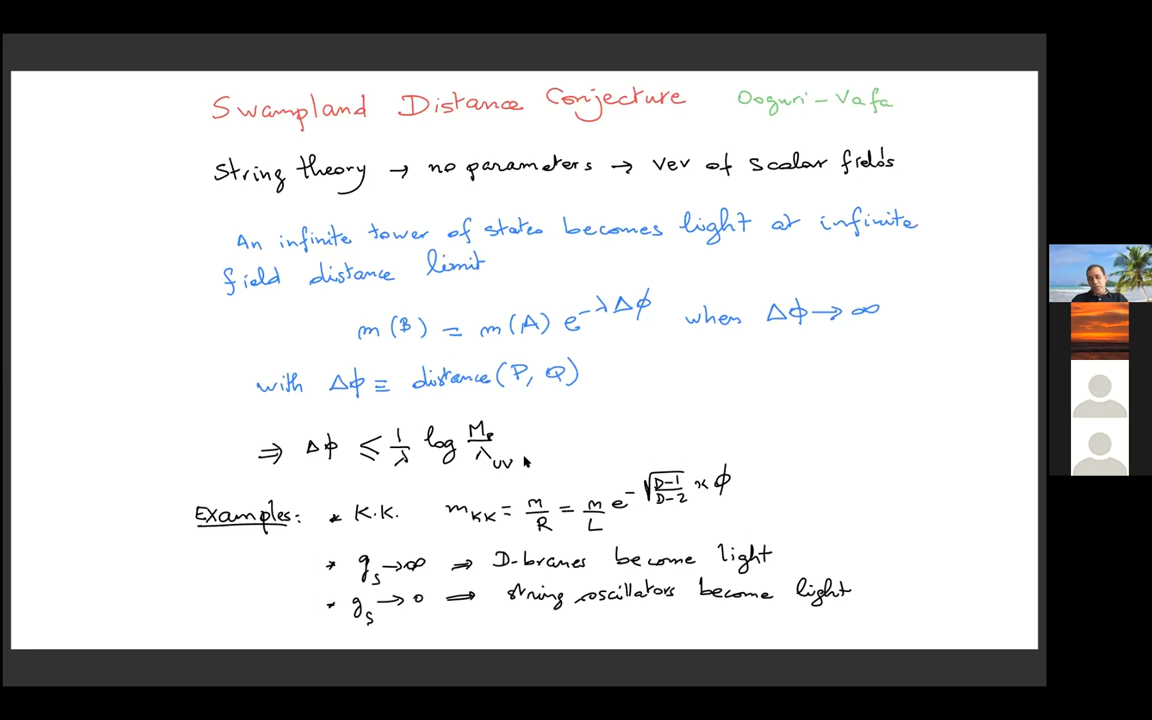 Swampland Distance Conjecture Ooguri-Vafa
String theory → no parameters → vev of scalar fields
An infinite tower of states becomes light at infinite
field distance limit
m(B) = m(A) e^{-λΔϕ} when Δϕ → ∞
with Δϕ ≡ distance(P, Q)
⇒ Δϕ ≤ 1/λ log M_P/λ_UV
Examples: * K.K. m_KK = m/R = m/L e^{-√(D-1/D-2) κ ϕ}
* g_s → ∞ ⇒ D-branes become light
* g_s → 0 ⇒ string oscillators become light